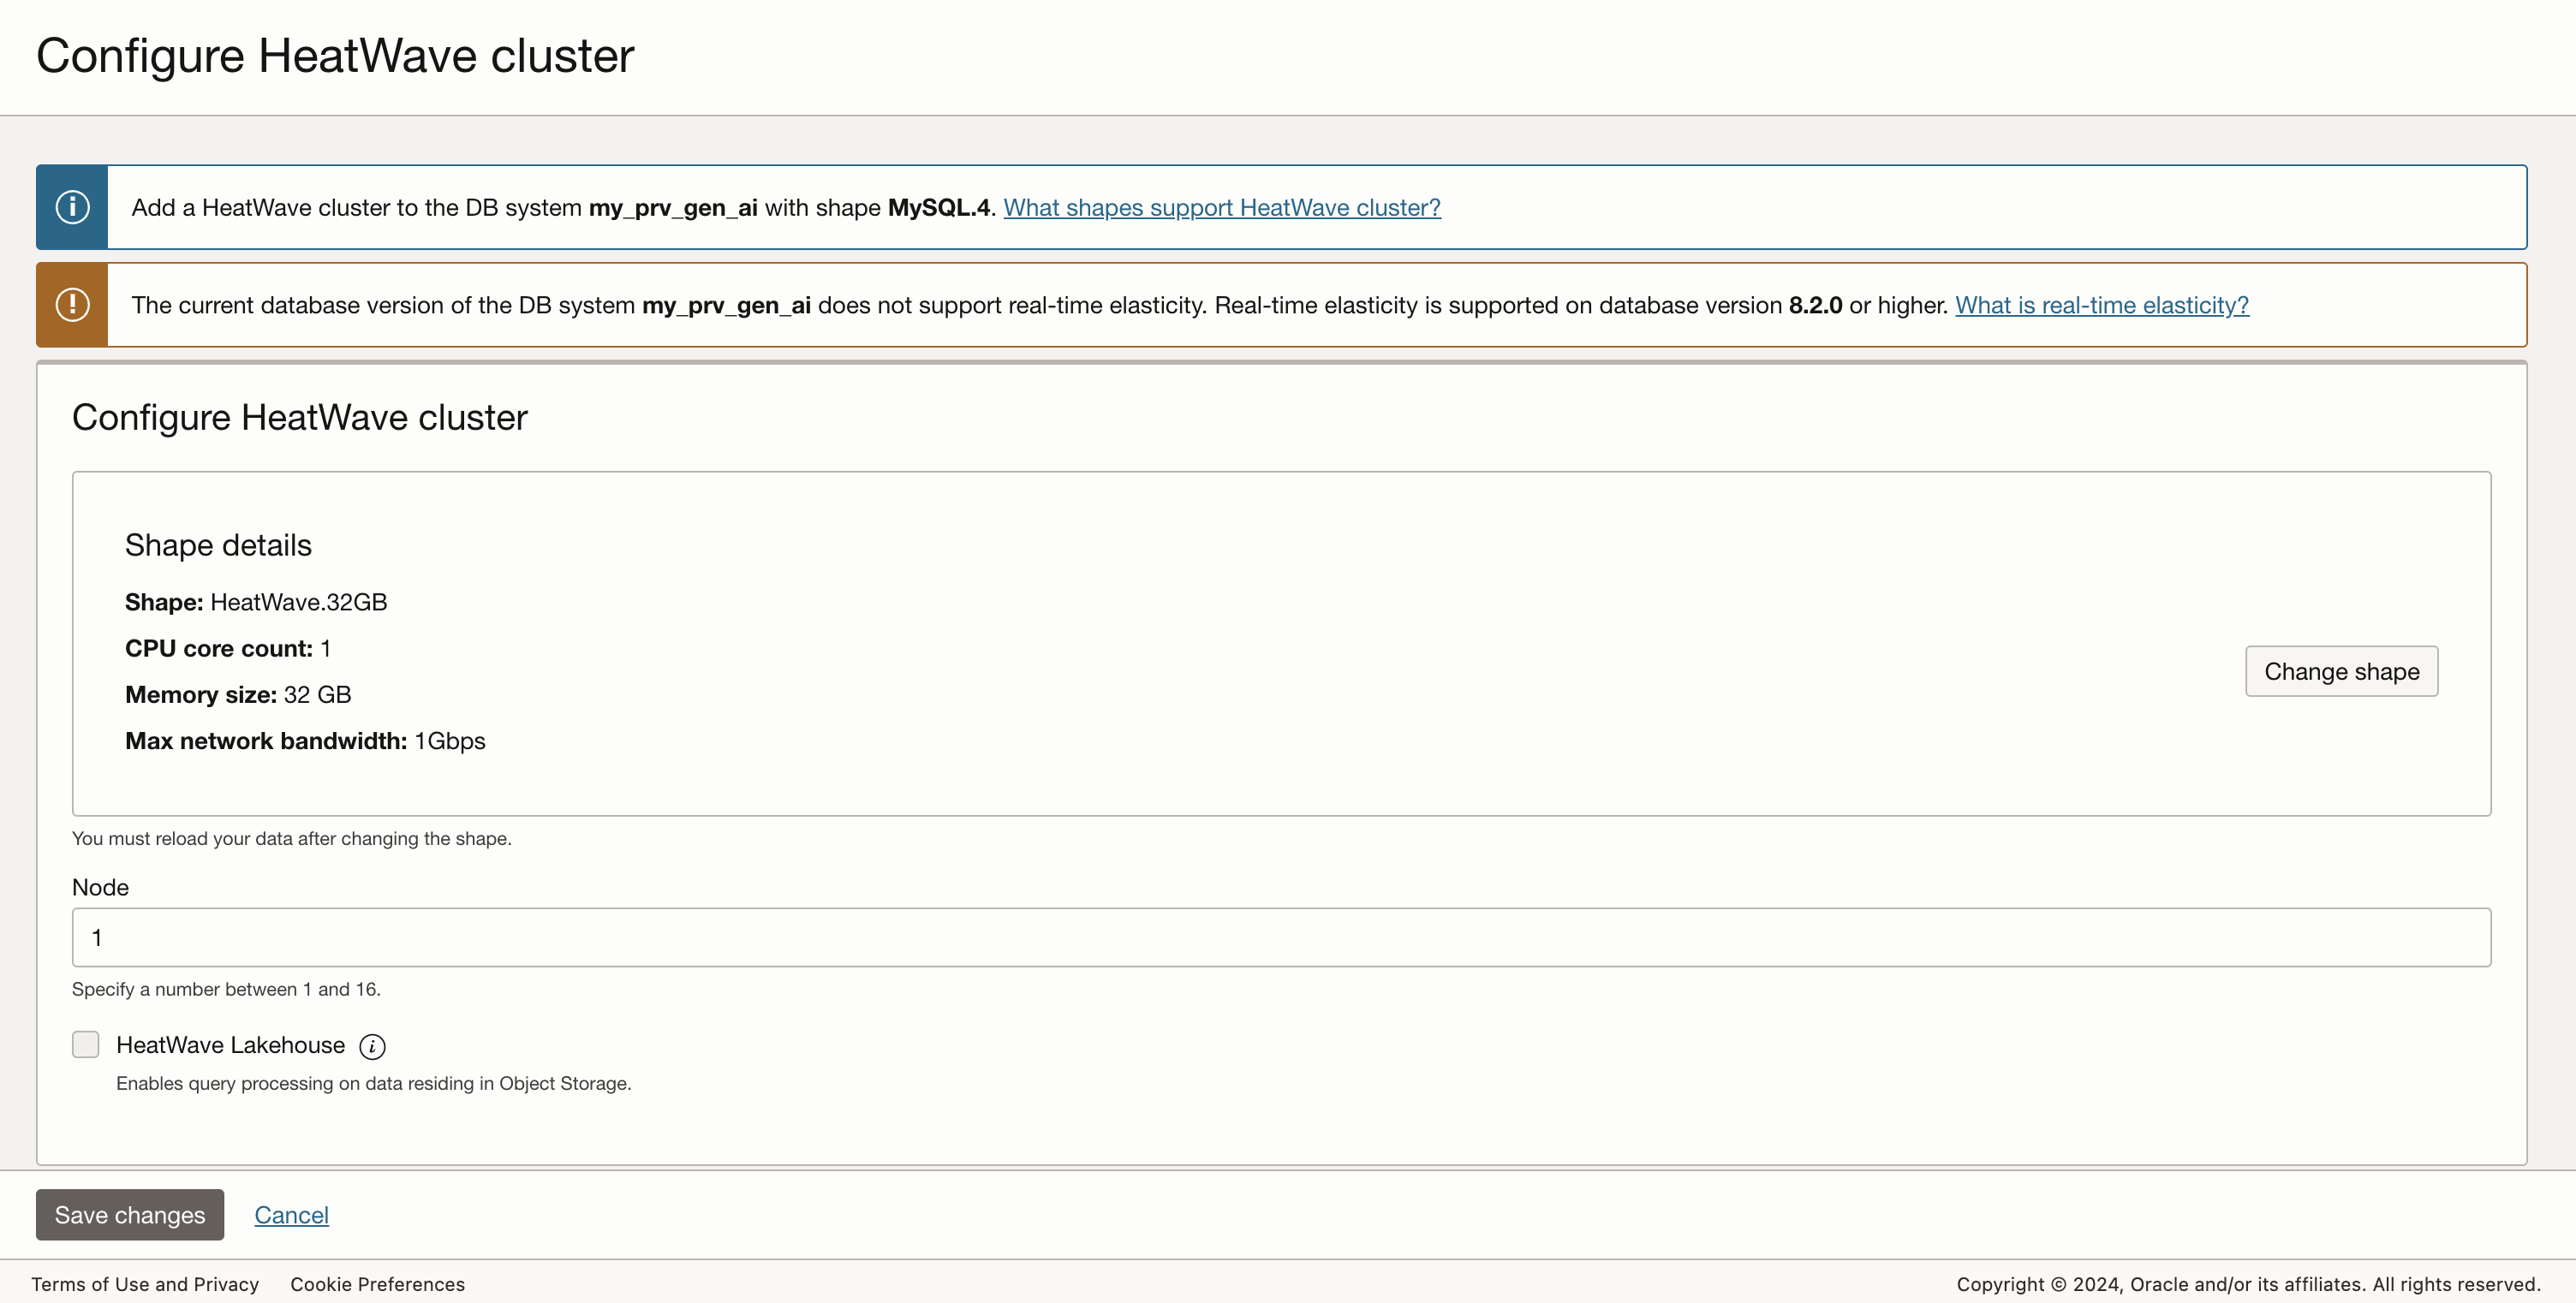 Configure HeatWave cluster
Add a HeatWave cluster to the DB system my_prv_gen_ai with shape MySQL.4. What shapes support HeatWave cluster?
The current database version of the DB system my_prv_gen_ai does not support real-time elasticity. Real-time elasticity is supported on database version 8.2.0 or higher. What is real-time elasticity?
Configure HeatWave cluster
Shape details
Shape: HeatWave.32GB
CPU core count: 1
Memory size: 32 GB
Max network bandwidth: 1Gbps
Change shape
You must reload your data after changing the shape.
Node
1
Specify a number between 1 and 16.
HeatWave Lakehouse
Enables query processing on data residing in Object Storage.
Save changes Cancel
Terms of Use and Privacy Cookie Preferences Copyright © 2024, Oracle and/or its affiliates. All rights reserved.